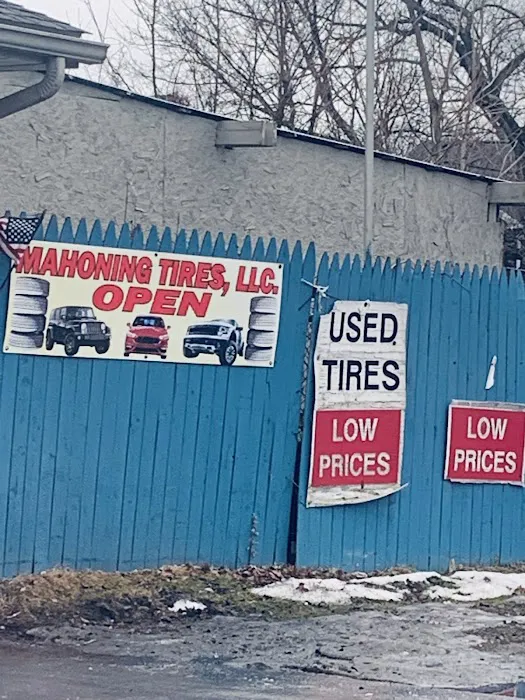 MAHONING TIRES, LLC.
OPEN
USED
TIRES
LOW
PRICES
LOW
PRICES